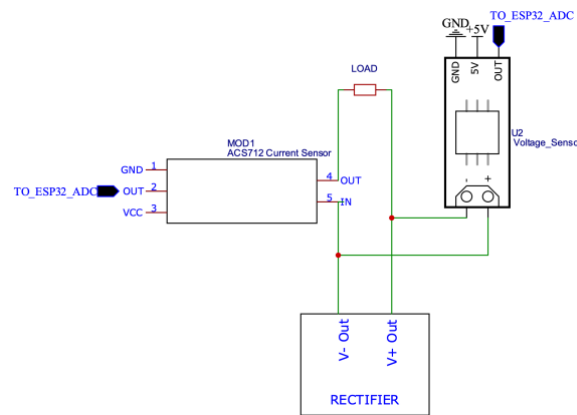 GND
+5V
TO_ESP32_ADC
GND
5V
OUT
LOAD
U2
Voltage_Senso
- +
MOD1
ACS712 Current Sensor
GND 1
TO_ESP32_ADC
OUT 2
VCC 3
4 OUT
5 IN
V- Out
V+ Out
RECTIFIER